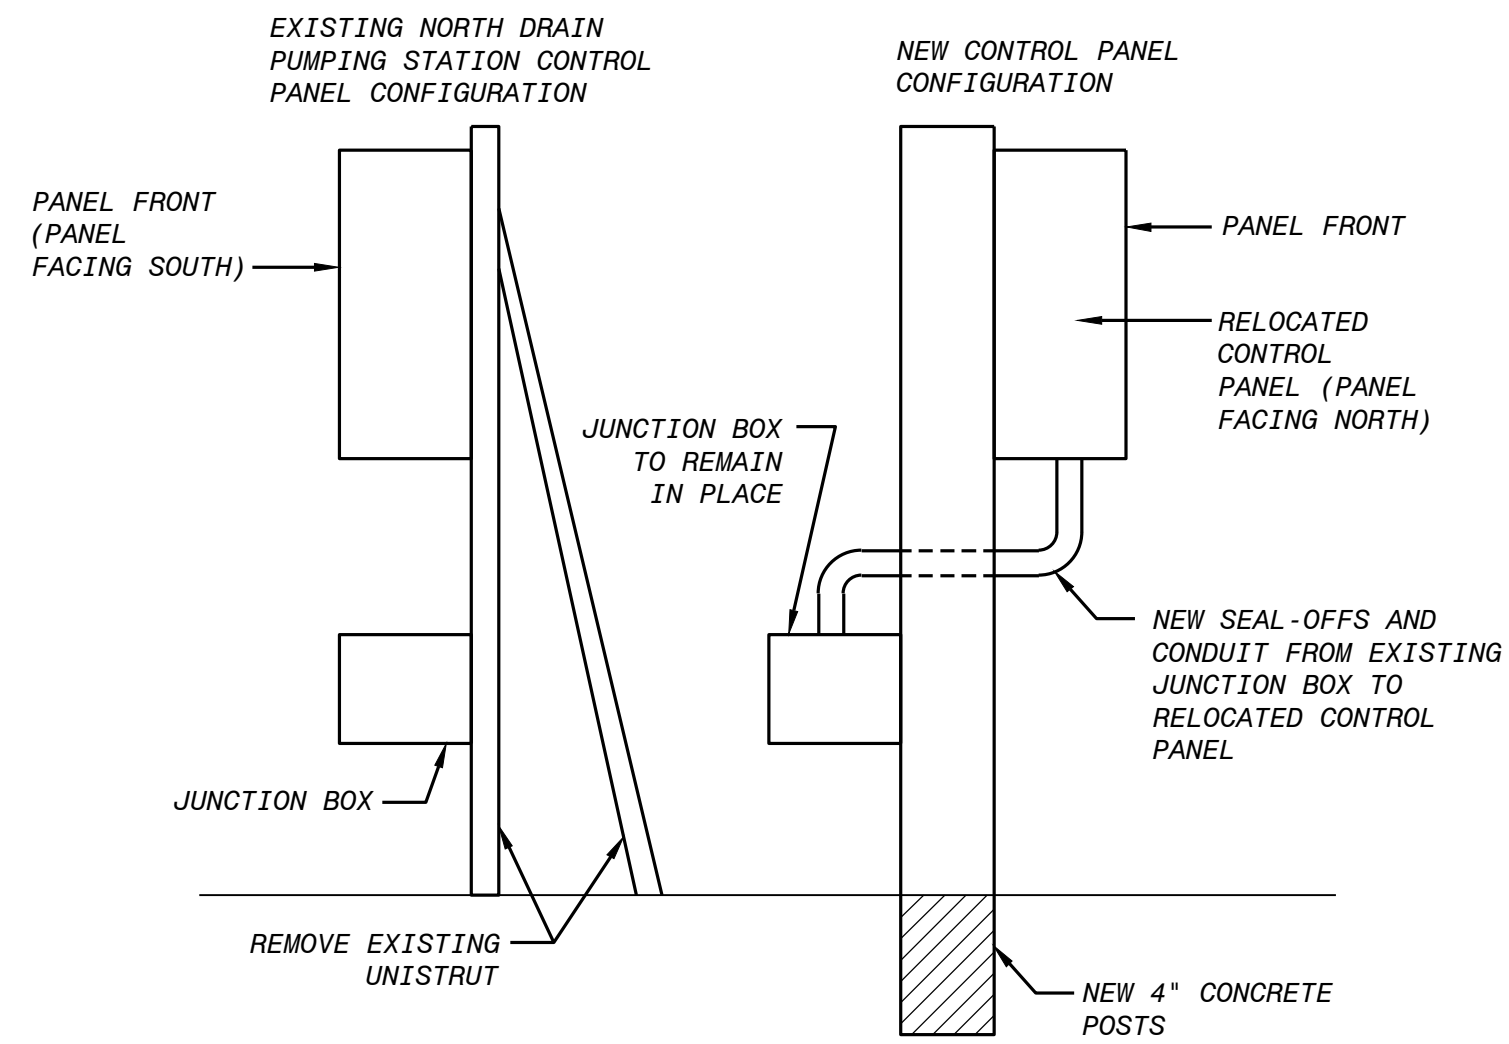 EXISTING NORTH DRAIN
PUMPING STATION CONTROL
PANEL CONFIGURATION
NEW CONTROL PANEL
CONFIGURATION
PANEL FRONT
(PANEL
FACING SOUTH)
PANEL FRONT
RELOCATED
CONTROL
PANEL (PANEL
FACING NORTH)
JUNCTION BOX
TO REMAIN
IN PLACE
NEW SEAL-OFFS AND
CONDUIT FROM EXISTING
JUNCTION BOX TO
RELOCATED CONTROL
PANEL
JUNCTION BOX
REMOVE EXISTING
UNISTRUT
NEW 4" CONCRETE
POSTS